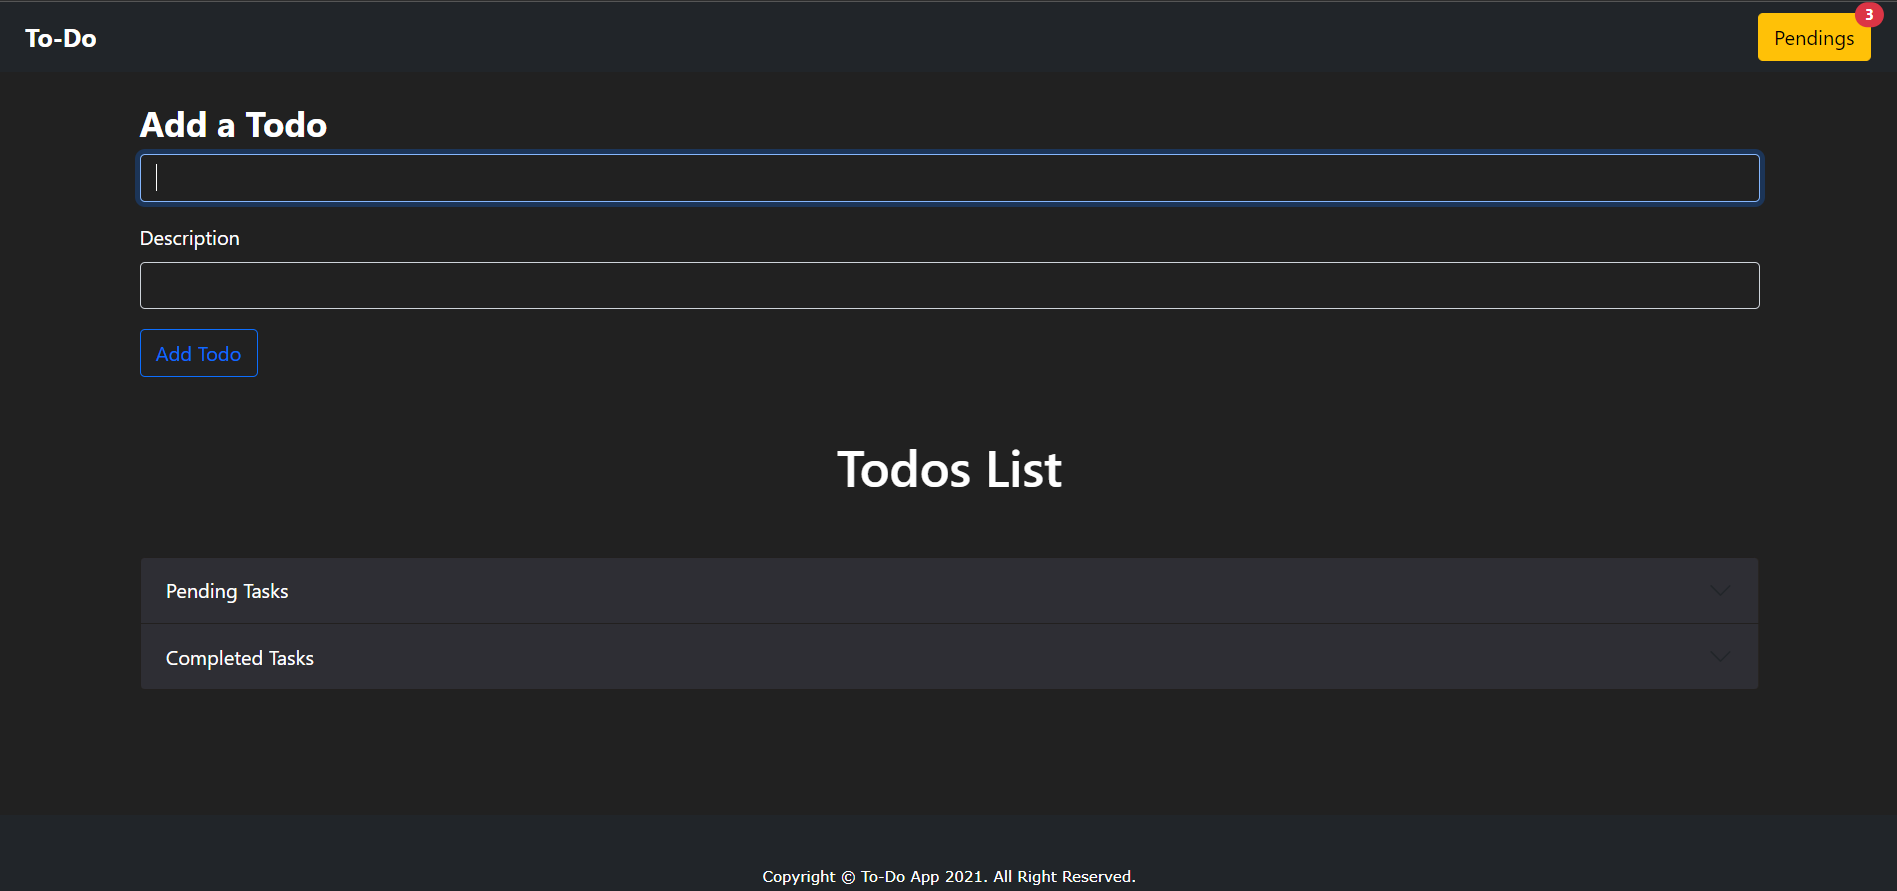 To-Do
Pendings
3
Add a Todo
Description
Add Todo
Todos List
Pending Tasks
Completed Tasks
Copyright © To-Do App 2021. All Right Reserved.